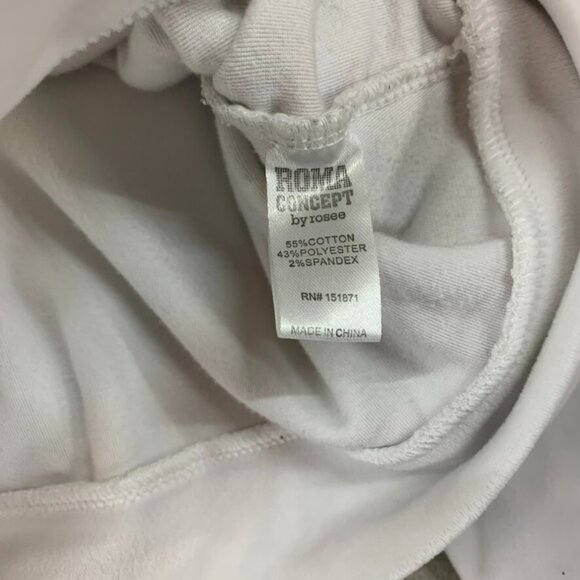 ROMA
CONCEPT
by rosee
55%COTTON
43%POLYESTER
2%SPANDEX
RN# 151871
MADE IN CHINA